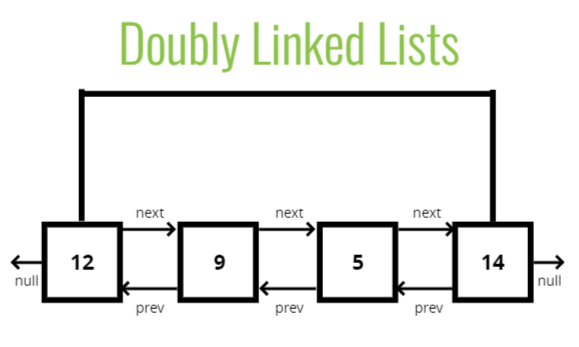 Doubly Linked Lists
next next next
12 9 5 14
null null
prev prev prev